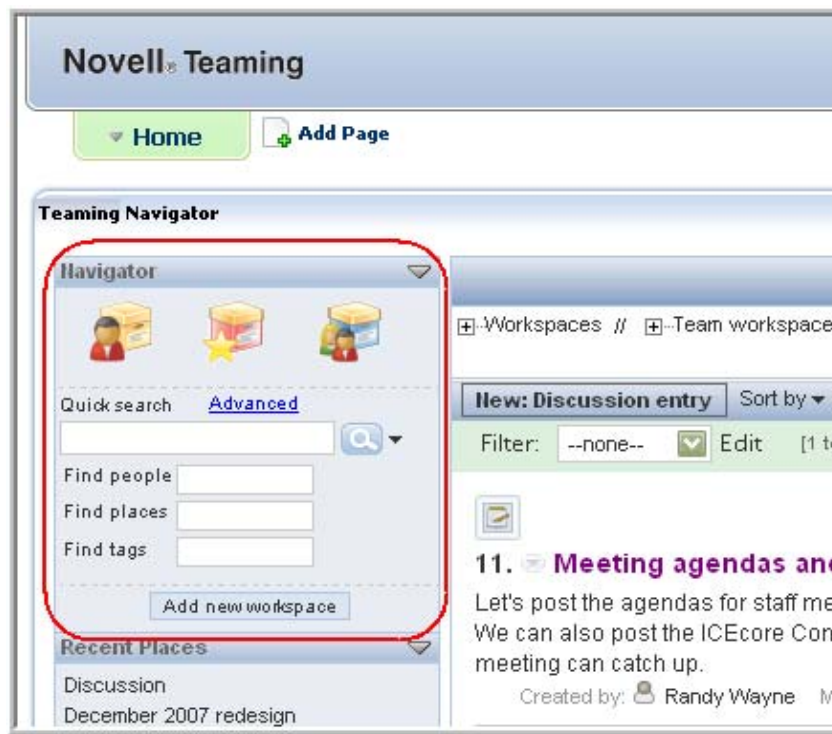 Novell® Teaming
Home
Add Page
Teaming Navigator
Navigator
Quick search Advanced
Find people
Find places
Find tags
Add new workspace
Recent Places
Discussion
December 2007 redesign
Workspaces // Team workspace
New: Discussion entry Sort by
Filter: --none-- Edit [1 t
11. Meeting agendas and
Let's post the agendas for staff me
We can also post the ICEcore Con
meeting can catch up.
Created by: Randy Wayne M